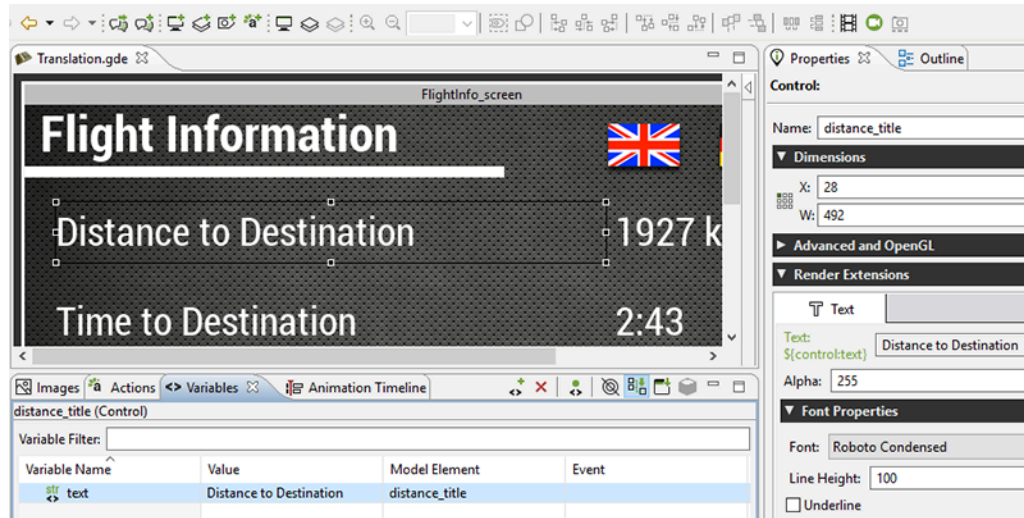 Translation.gde
Properties
Outline
FlightInfo_screen
Control:
Flight Information
Name: distance_title
Dimensions
X: 28
W: 492
Distance to Destination 1927 k
Advanced and OpenGL
Render Extensions
Text
Time to Destination 2:43
Text: Distance to Destination
${control:text}
Alpha: 255
Images Actions Variables Animation Timeline
distance_title (Control)
Font Properties
Variable Filter:
Font: Roboto Condensed
Variable Name Value Model Element Event
Line Height: 100
str text Distance to Destination distance_title
Underline